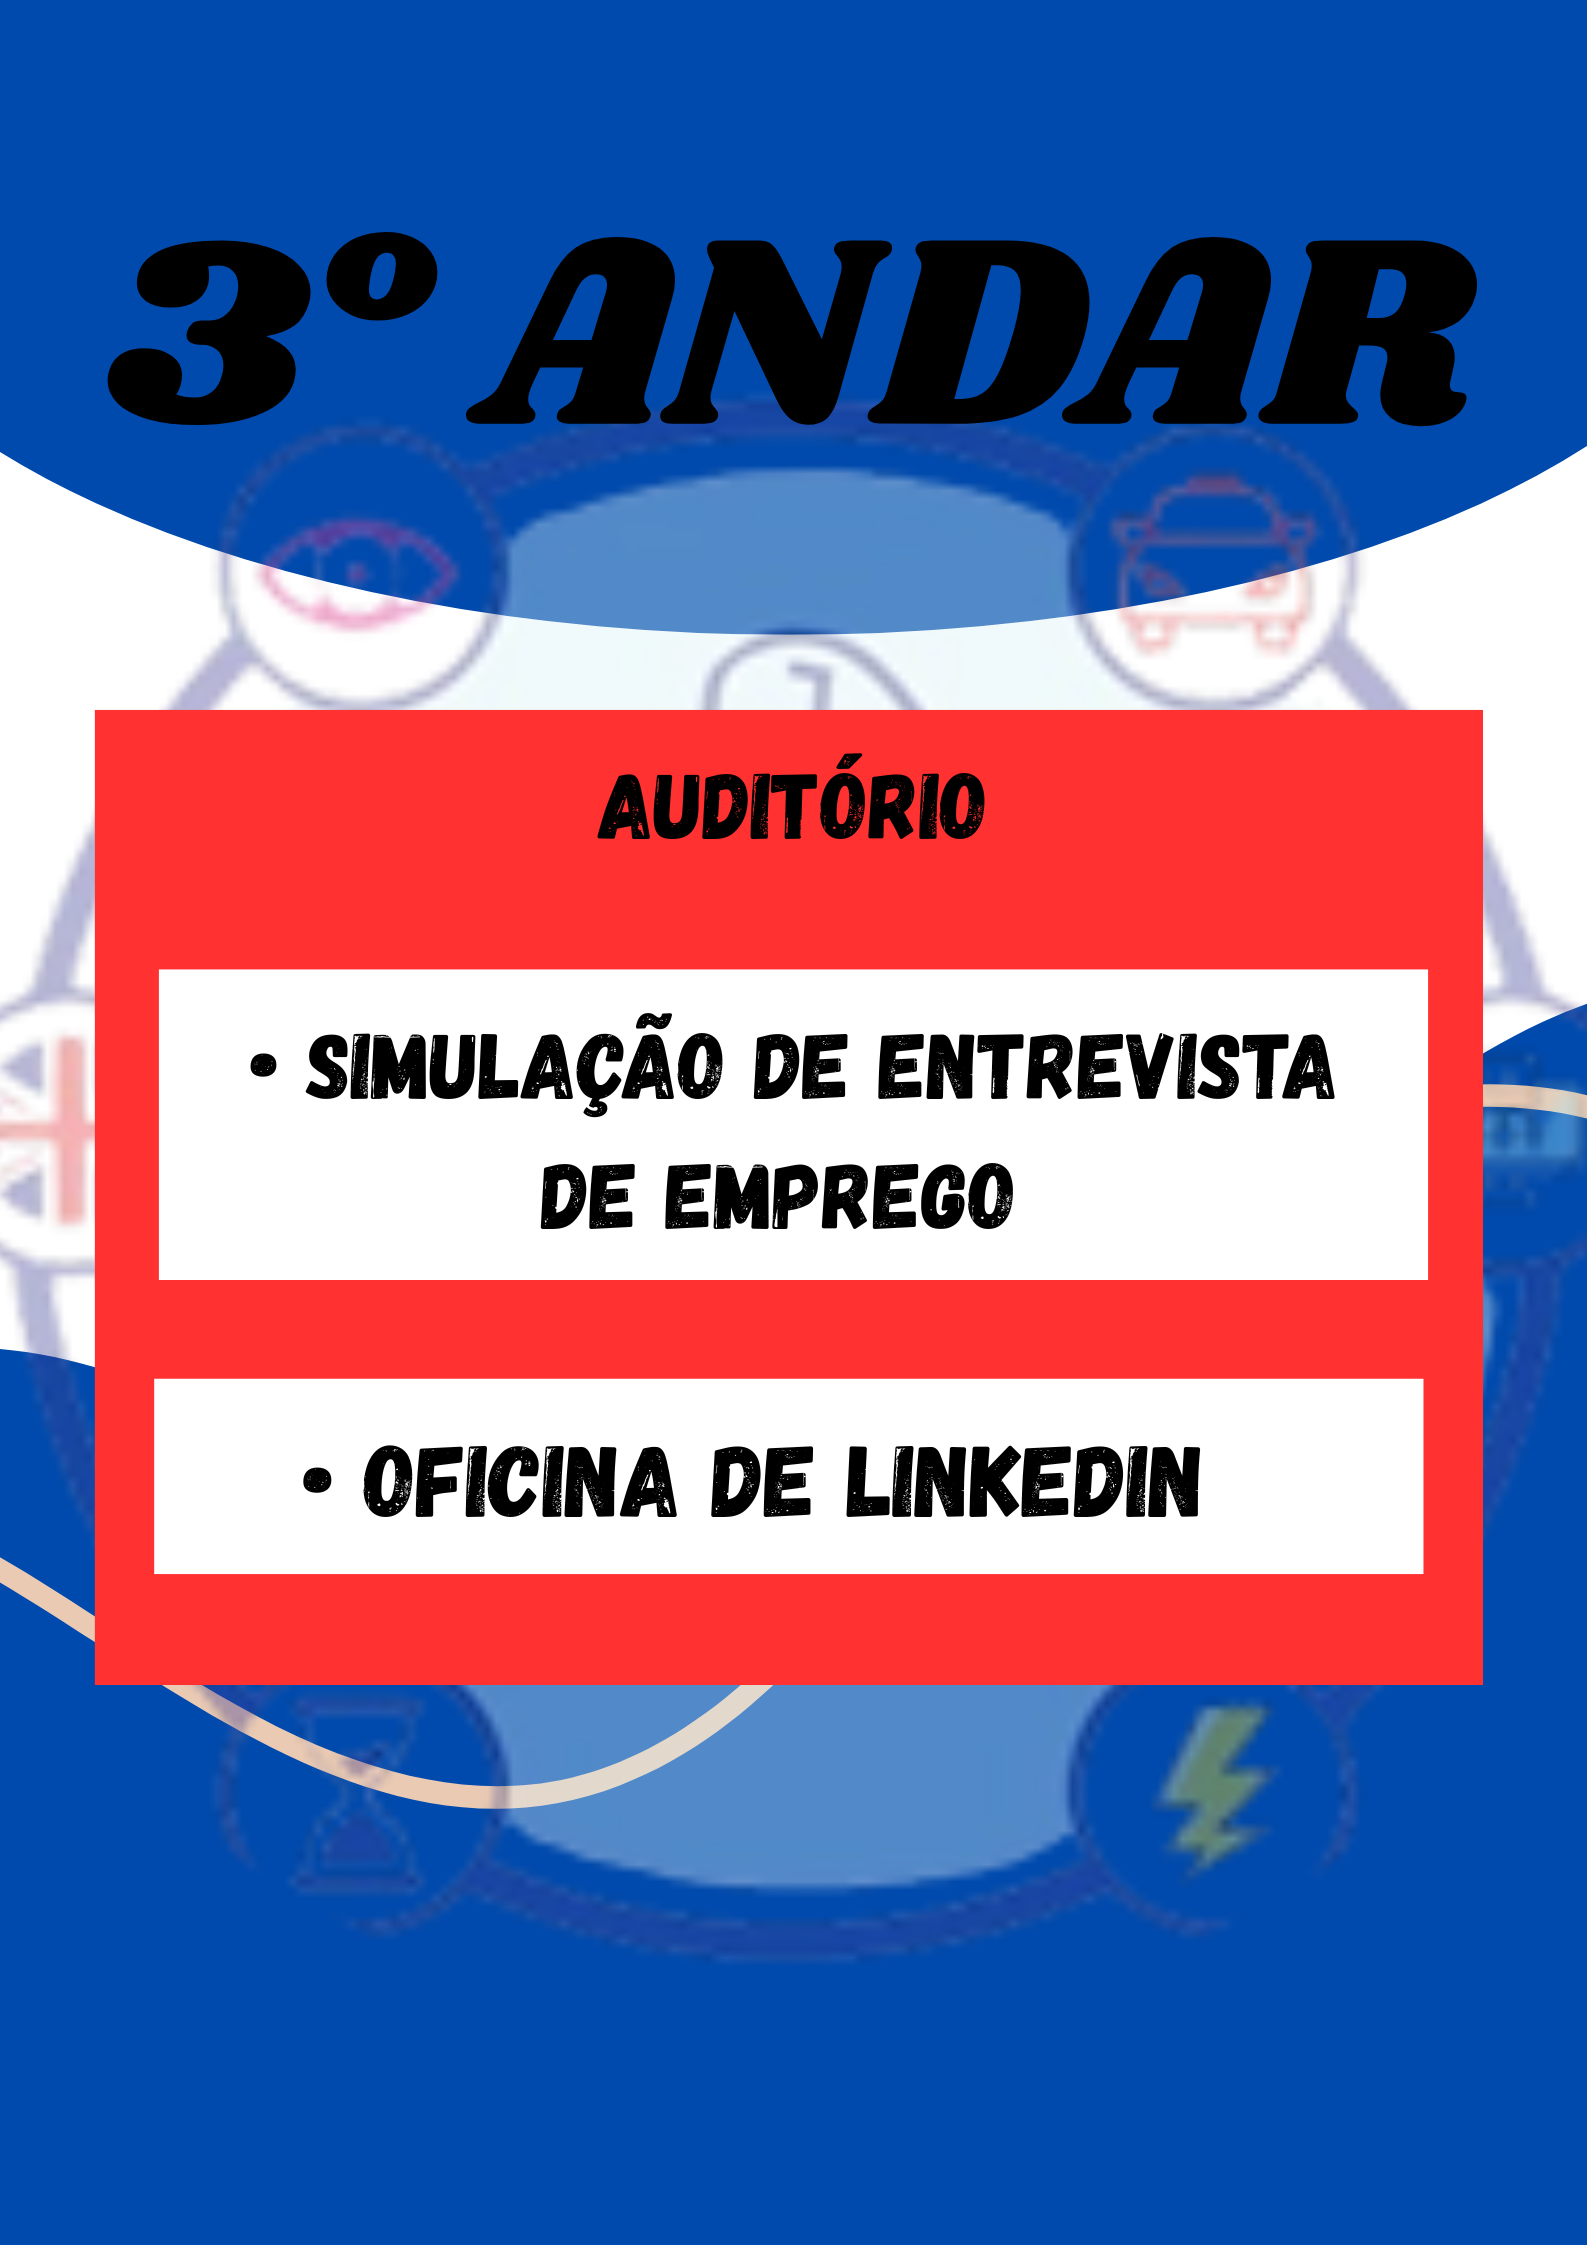 3º ANDAR
AUDITÓRIO
• SIMULAÇÃO DE ENTREVISTA
DE EMPREGO
• OFICINA DE LINKEDIN